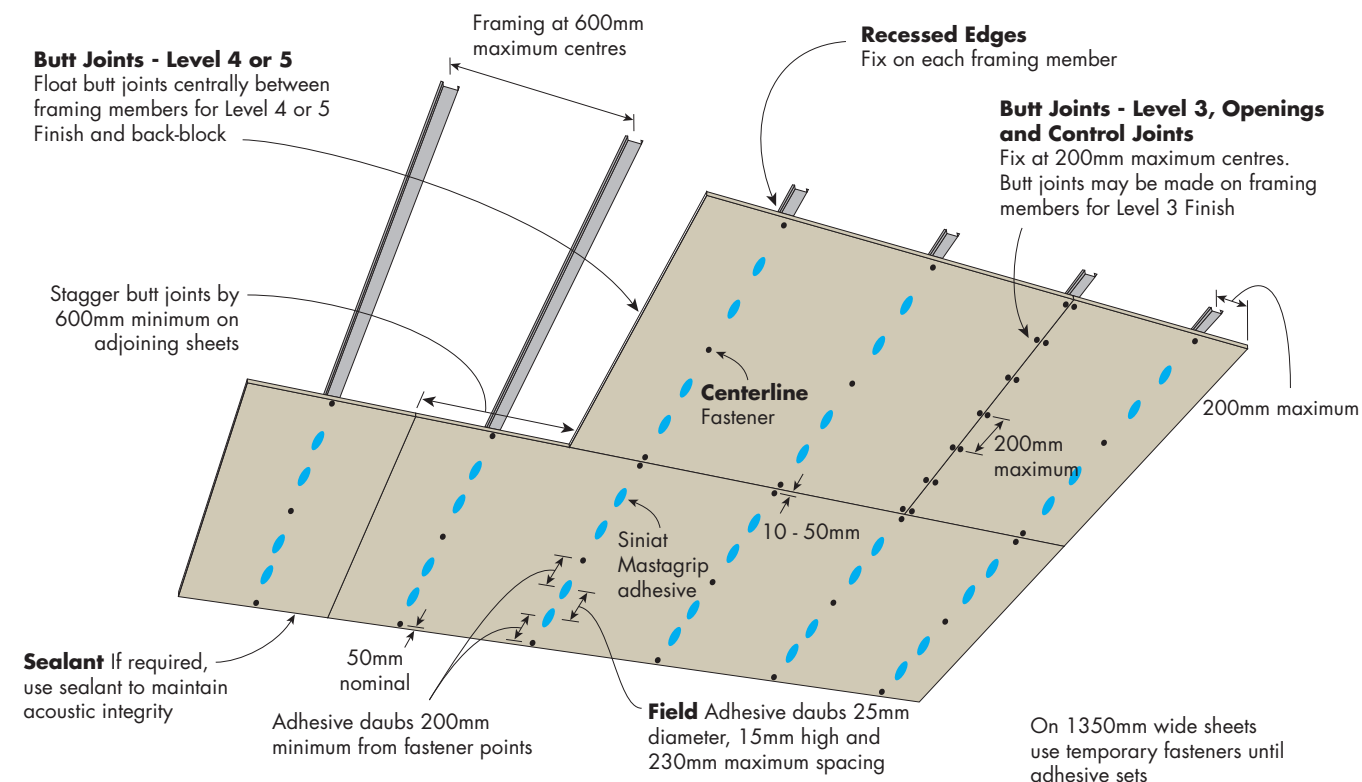 Framing at 600mm
maximum centres
Butt Joints - Level 4 or 5
Float butt joints centrally between
framing members for Level 4 or 5
Finish and back-block
Recessed Edges
Fix on each framing member
Butt Joints - Level 3, Openings
and Control Joints
Fix at 200mm maximum centres.
Butt joints may be made on framing
members for Level 3 Finish
Stagger butt joints by
600mm minimum on
adjoining sheets
Centerline
Fastener
200mm maximum
200mm
maximum
10 - 50mm
Siniat
Mastagrip
adhesive
Sealant If required,
use sealant to maintain
acoustic integrity
50mm
nominal
Adhesive daubs 200mm
minimum from fastener points
Field Adhesive daubs 25mm
diameter, 15mm high and
230mm maximum spacing
On 1350mm wide sheets
use temporary fasteners until
adhesive sets